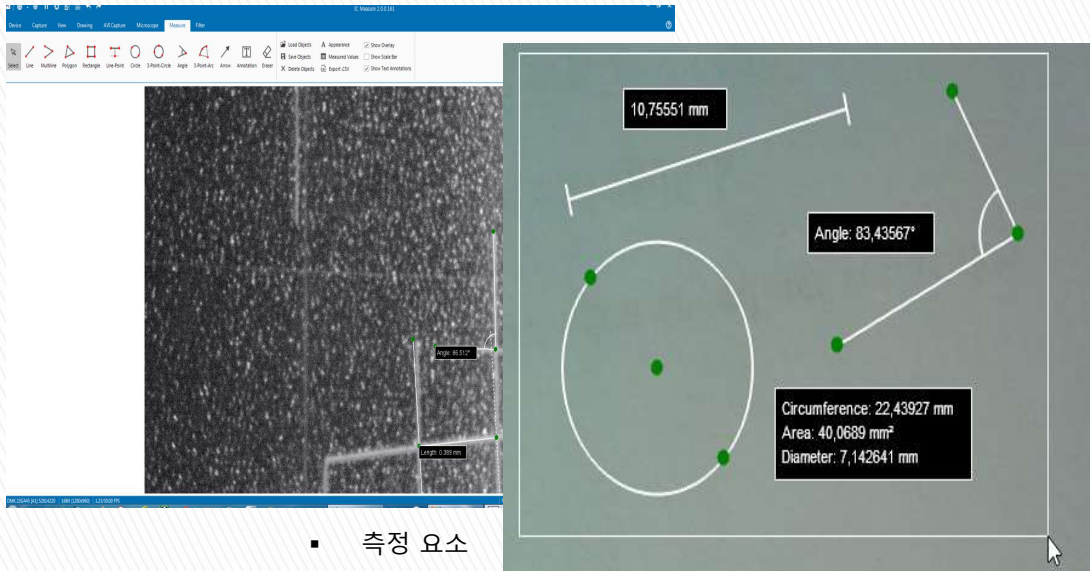 IC Measure 2.0.0.161
Device Capture View Drawing AVI Capture Microscope Measure Filter
Load Objects Appearance Show Overlay
Save Objects Measured Values Show Scale Bar
Delete Objects Export .CSV Show Text Annotations
Select Line Multiline Polygon Rectangle Line-Point Circle 3-Point-Circle Angle 3-Point-Arc Arrow Annotation Eraser
10,75551 mm
Angle: 83,43567°
Angle: 86.512°
Circumference: 22,43927 mm
Area: 40,0689 mm²
Diameter: 7,142641 mm
Length: 0.389 mm
▪ 측정 요소